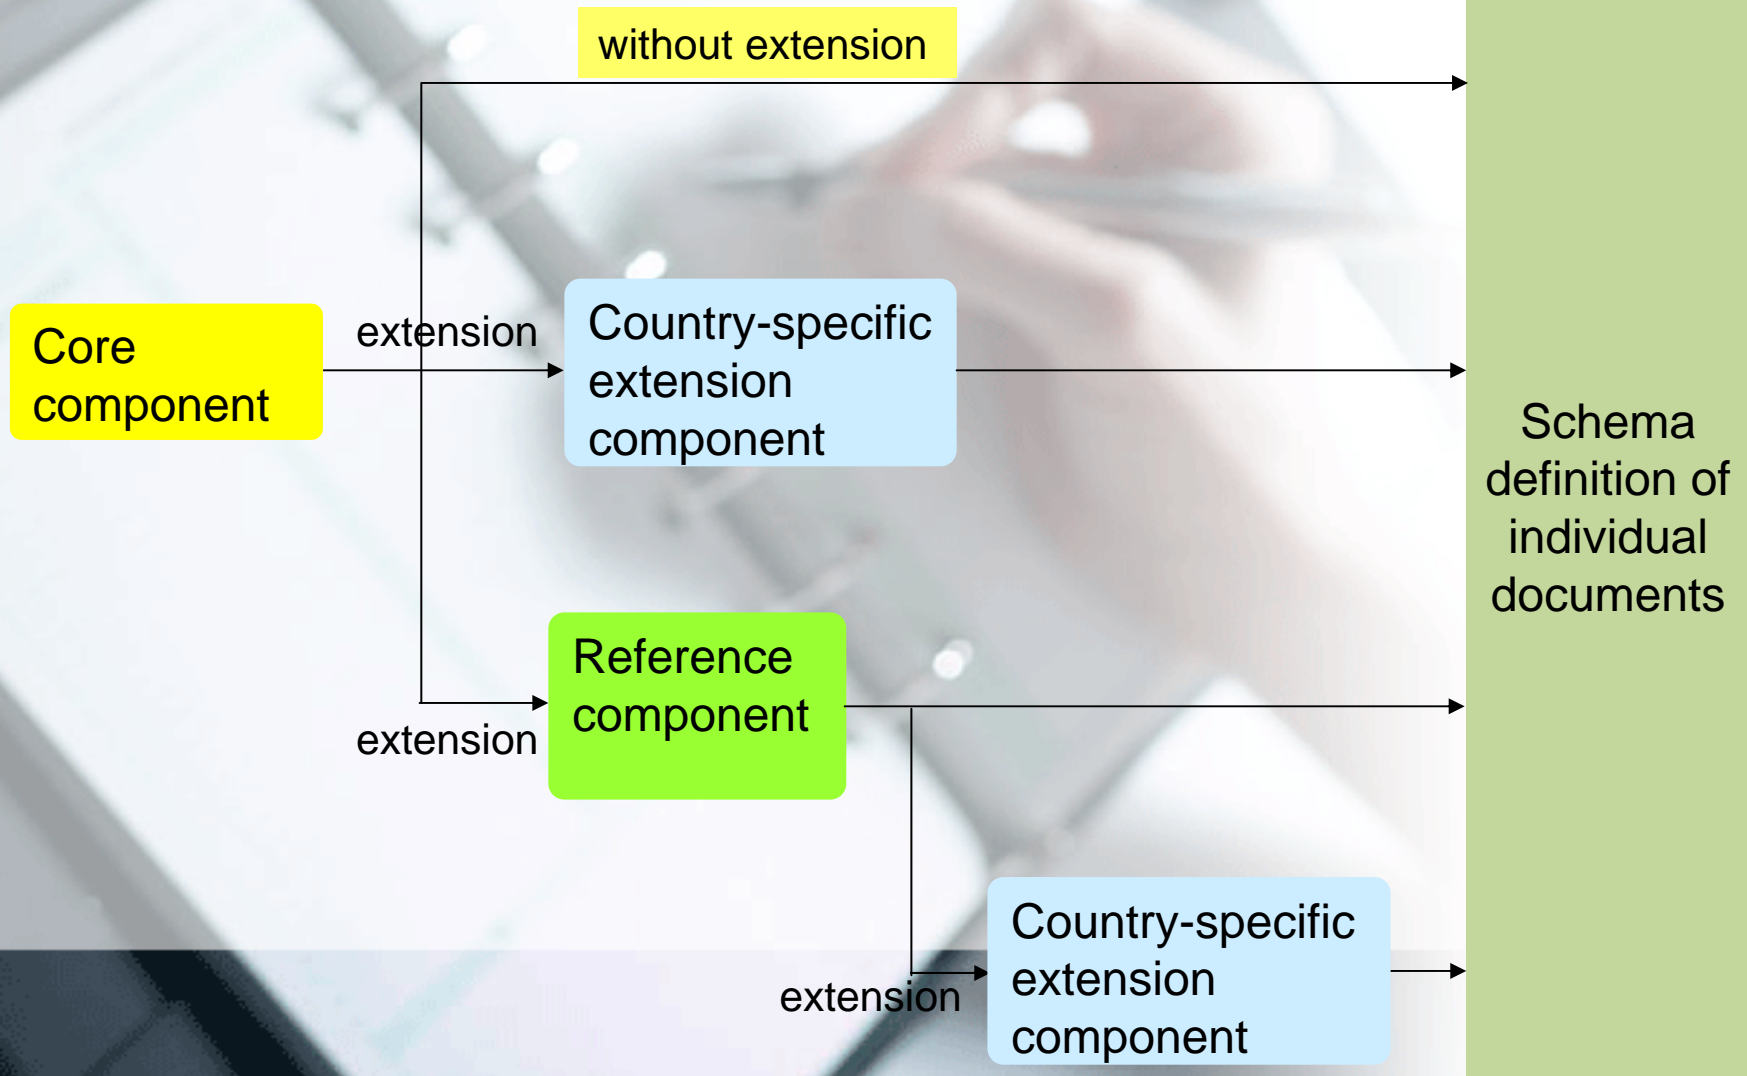 without extension
Core
component
extension
Country-specific
extension
component
Schema
definition of
individual
documents
extension
Reference
component
extension
Country-specific
extension
component